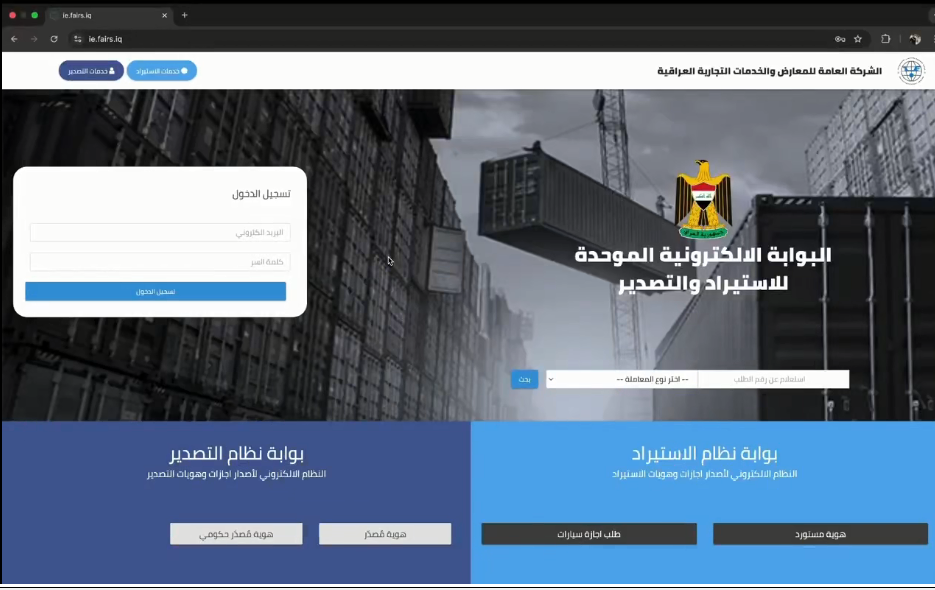 ie.fairs.iq
ie.fairs.iq
الشركة العامة للمعارض والخدمات التجارية العراقية
خدمات الاستيراد
خدمات التصدير
تسجيل الدخول
البريد الالكتروني
كلمة السر
تسجيل الدخول
البوابة الالكترونية الموحدة
للاستيراد والتصدير
استعلام عن رقم الطلب
-- اختر نوع المعاملة --
بحث
بوابة نظام الاستيراد
النظام الالكتروني لأصدار اجازات وهويات الاستيراد
هوية مستورد
طلب اجازة سيارات
بوابة نظام التصدير
النظام الالكتروني لأصدار اجازات وهويات التصدير
هوية مُصدّر
هوية مُصدّر حكومي